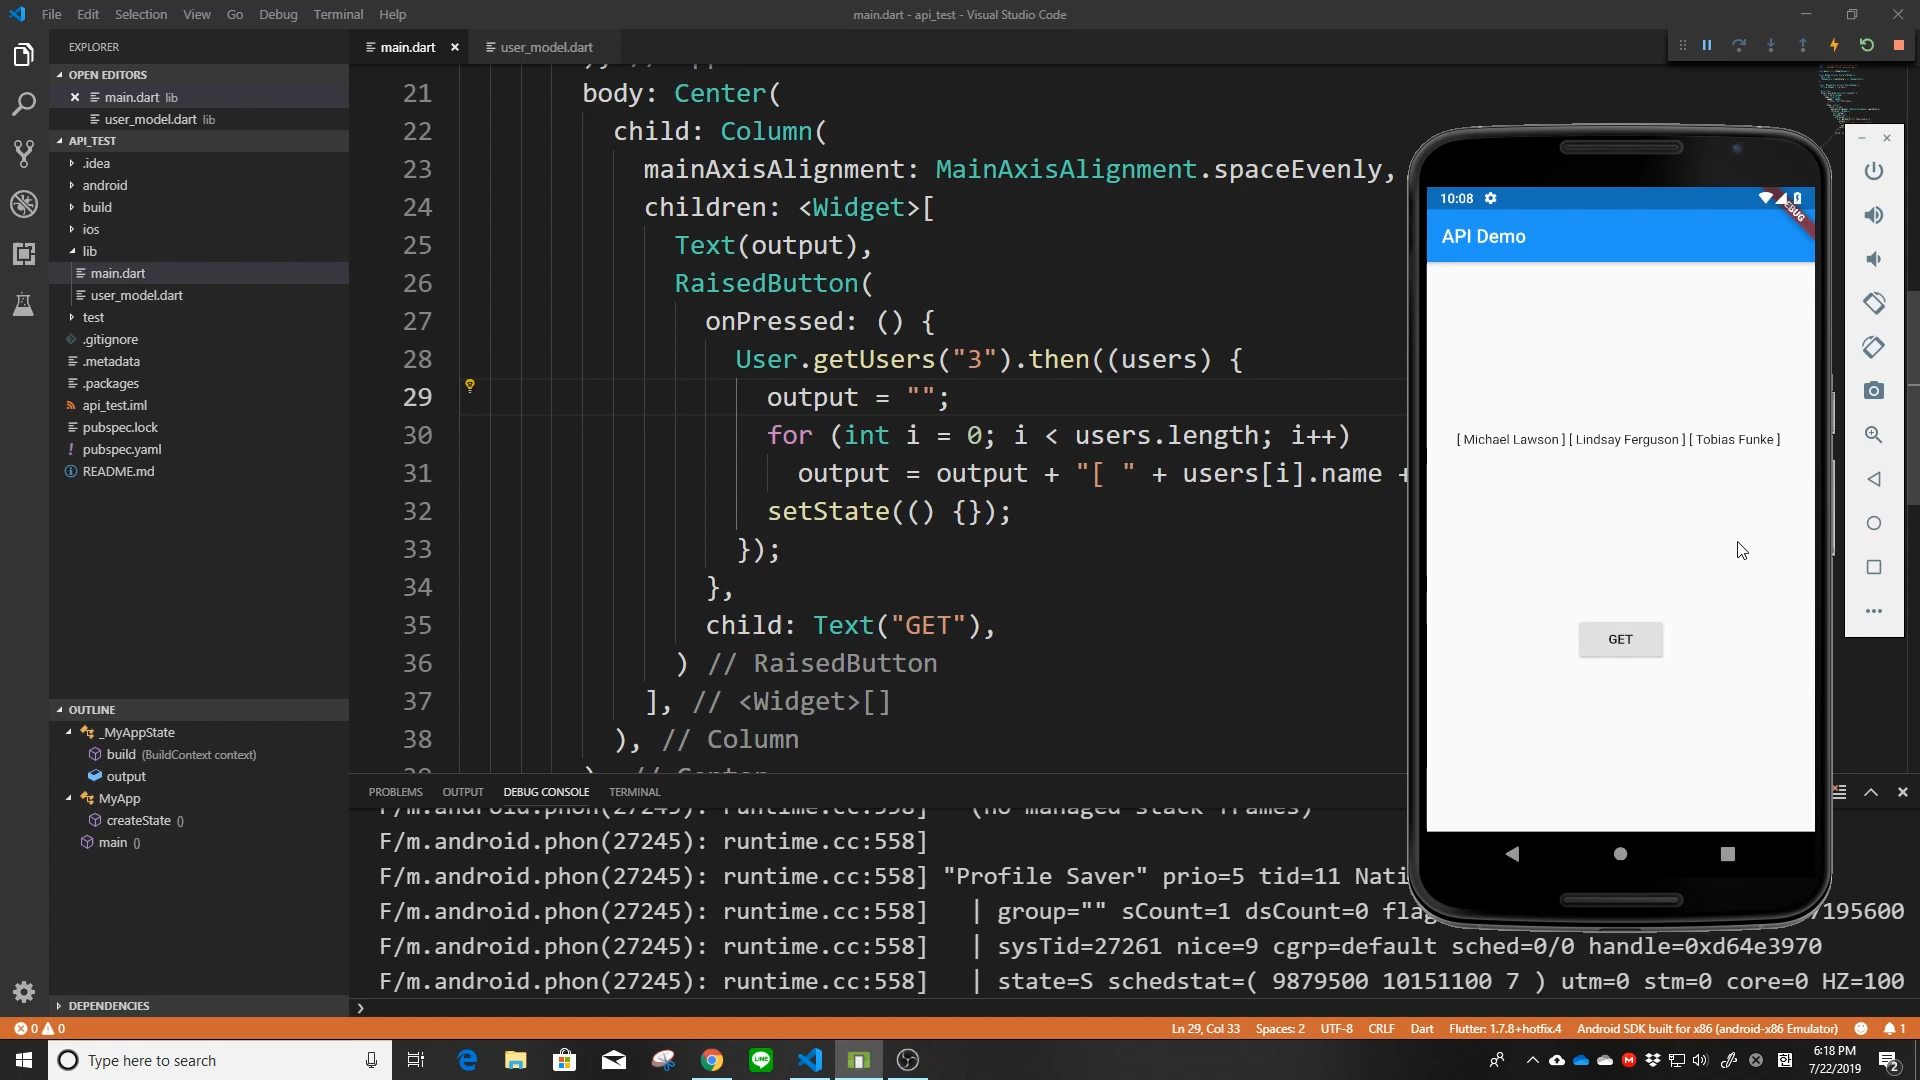 File Edit Selection View Go Debug Terminal Help
main.dart - api_test - Visual Studio Code
EXPLORER
OPEN EDITORS
main.dart lib
user_model.dart lib
API_TEST
.idea
android
build
ios
lib
main.dart
user_model.dart
test
.gitignore
.metadata
.packages
api_test.iml
pubspec.lock
pubspec.yaml
README.md
OUTLINE
_MyAppState
build (BuildContext context)
output
MyApp
createState ()
main ()
DEPENDENCIES
main.dart
user_model.dart
21 body: Center(
22 child: Column(
23 mainAxisAlignment: MainAxisAlignment.spaceEvenly,
24 children: <Widget>[
25 Text(output),
26 RaisedButton(
27 onPressed: () {
28 User.getUsers("3").then((users) {
29 output = "";
30 for (int i = 0; i < users.length; i++)
31 output = output + "[ " + users[i].name +
32 setState(() {});
33 });
34 },
35 child: Text("GET"),
36 ) // RaisedButton
37 ], // <Widget>[]
38 ), // Column
PROBLEMS OUTPUT DEBUG CONSOLE TERMINAL
F/m.android.phon(27245): runtime.cc:558] (no managed stack frames)
F/m.android.phon(27245): runtime.cc:558]
F/m.android.phon(27245): runtime.cc:558] "Profile Saver" prio=5 tid=11 Nati
F/m.android.phon(27245): runtime.cc:558] | group="" sCount=1 dsCount=0 flag 7195600
F/m.android.phon(27245): runtime.cc:558] | sysTid=27261 nice=9 cgrp=default sched=0/0 handle=0xd64e3970
F/m.android.phon(27245): runtime.cc:558] | state=S schedstat=( 9879500 10151100 7 ) utm=0 stm=0 core=0 HZ=100
10:08
DEBUG
API Demo
[ Michael Lawson ] [ Lindsay Ferguson ] [ Tobias Funke ]
GET
0 0
Ln 29, Col 33 Spaces: 2 UTF-8 CRLF Dart Flutter: 1.7.8+hotfix.4 Android SDK built for x86 (android-x86 Emulator) 1
Type here to search
LINE
한
6:18 PM
7/22/2019
2